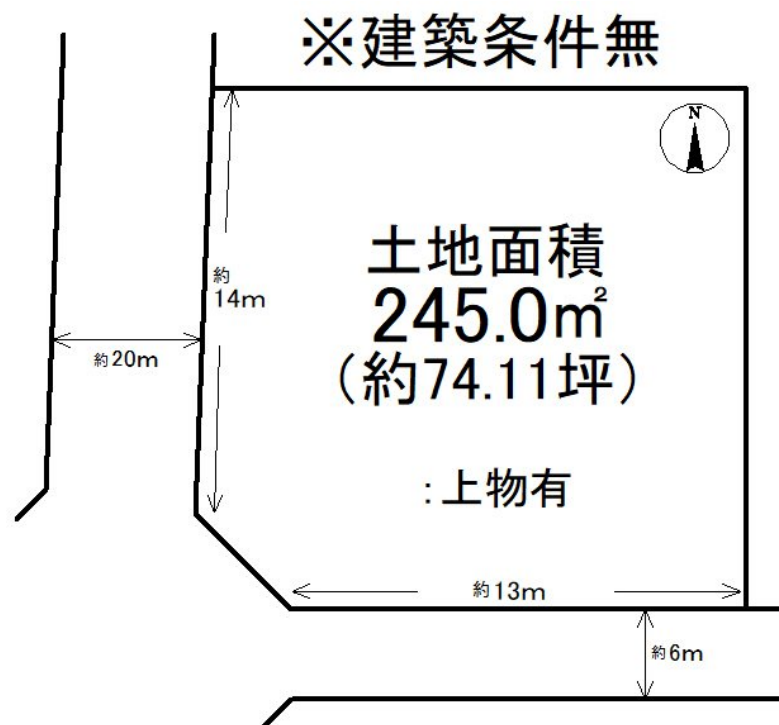 ※建築条件無
N
土地面積
245.0㎡
（約74.11坪）
約
14m
約20m
：上物有
約13m
約6m